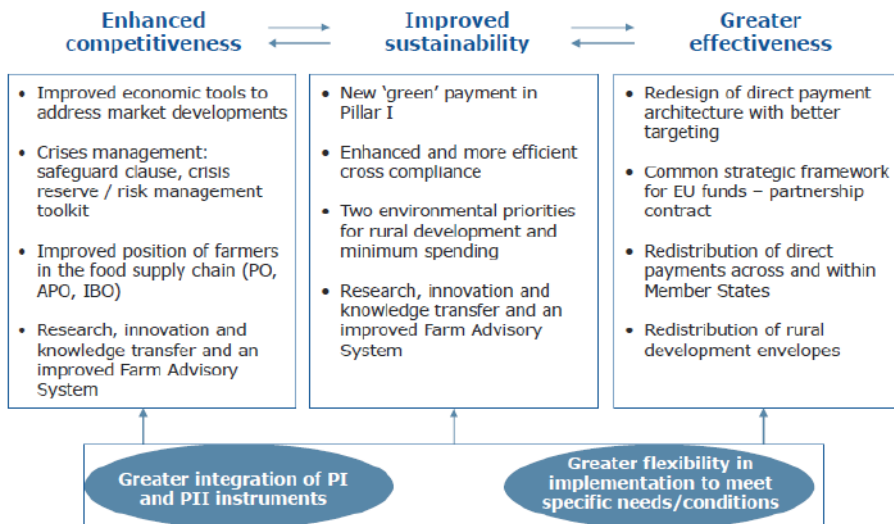 Enhanced
competitiveness
Improved
sustainability
Greater
effectiveness
• Improved economic tools to
address market developments
• Crises management:
safeguard clause, crisis
reserve / risk management
toolkit
• Improved position of farmers
in the food supply chain (PO,
APO, IBO)
• Research, innovation and
knowledge transfer and an
improved Farm Advisory
System
• New ‘green’ payment in
Pillar I
• Enhanced and more efficient
cross compliance
• Two environmental priorities
for rural development and
minimum spending
• Research, innovation and
knowledge transfer and an
improved Farm Advisory
System
• Redesign of direct payment
architecture with better
targeting
• Common strategic framework
for EU funds – partnership
contract
• Redistribution of direct
payments across and within
Member States
• Redistribution of rural
development envelopes
Greater integration of PI
and PII instruments
Greater flexibility in
implementation to meet
specific needs/conditions